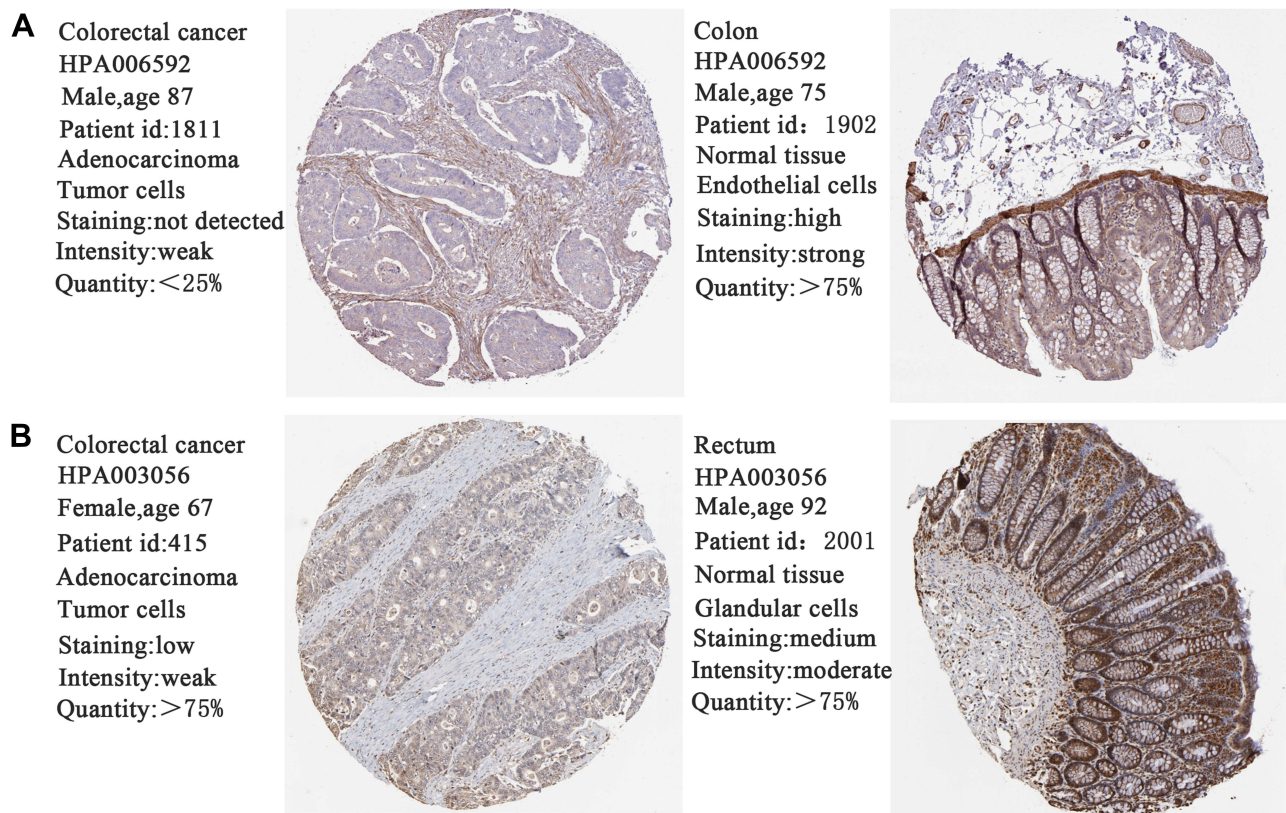 A
Colorectal cancer
HPA006592
Male,age 87
Patient id:1811
Adenocarcinoma
Tumor cells
Staining:not detected
Intensity:weak
Quantity:<25%
Colon
HPA006592
Male,age 75
Patient id: 1902
Normal tissue
Endothelial cells
Staining:high
Intensity:strong
Quantity:>75%
B
Colorectal cancer
HPA003056
Female,age 67
Patient id:415
Adenocarcinoma
Tumor cells
Staining:low
Intensity:weak
Quantity:>75%
Rectum
HPA003056
Male,age 92
Patient id: 2001
Normal tissue
Glandular cells
Staining:medium
Intensity:moderate
Quantity:>75%